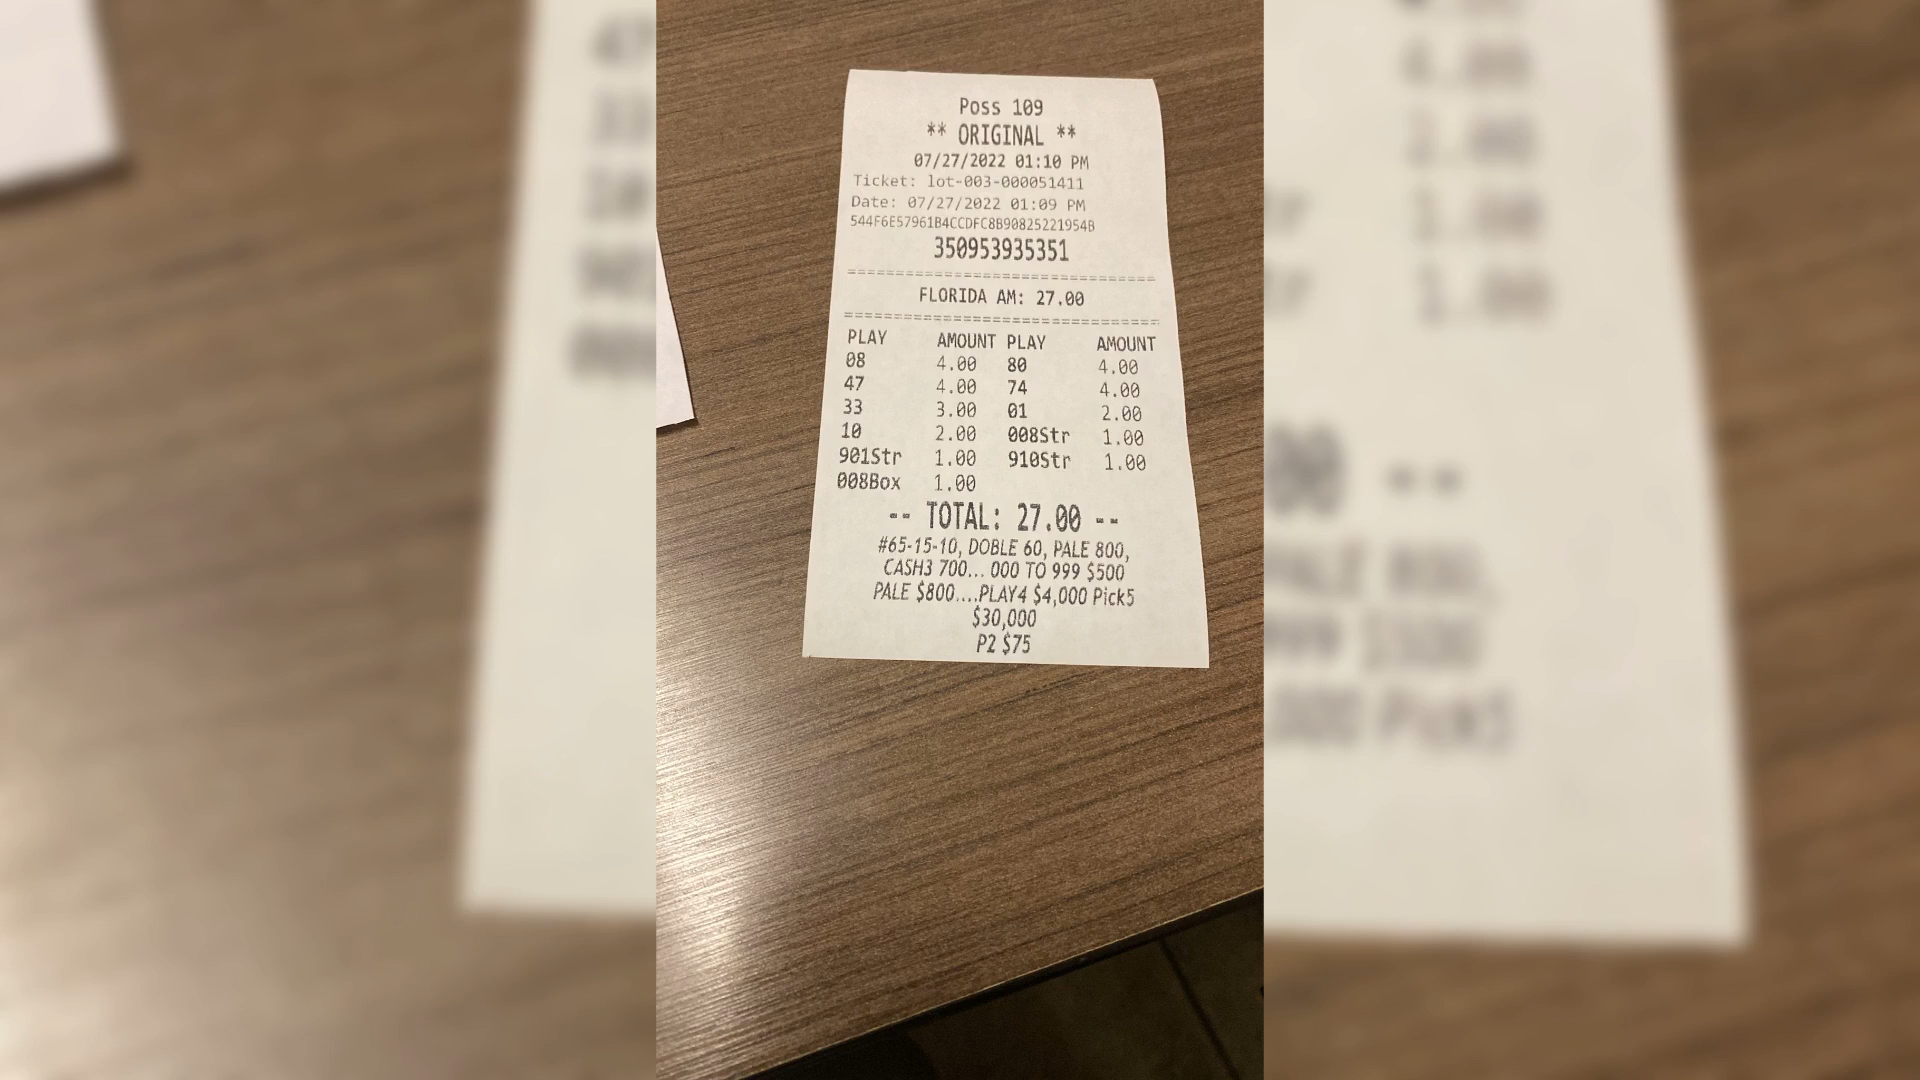 Poss 109
** ORIGINAL **
07/27/2022 01:10 PM
Ticket: lot-003-000051411
Date: 07/27/2022 01:09 PM
544F6E57961B4CCDFC8B90825221954B
350953935351
================================
FLORIDA AM: 27.00
================================
PLAY AMOUNT PLAY AMOUNT
08 4.00 80 4.00
47 4.00 74 4.00
33 3.00 01 2.00
10 2.00 008Str 1.00
901Str 1.00 910Str 1.00
008Box 1.00
-- TOTAL: 27.00 --
#65-15-10, DOBLE 60, PALE 800,
CASH3 700... 000 TO 999 $500
PALE $800....PLAY4 $4,000 Pick5
$30,000
P2 $75